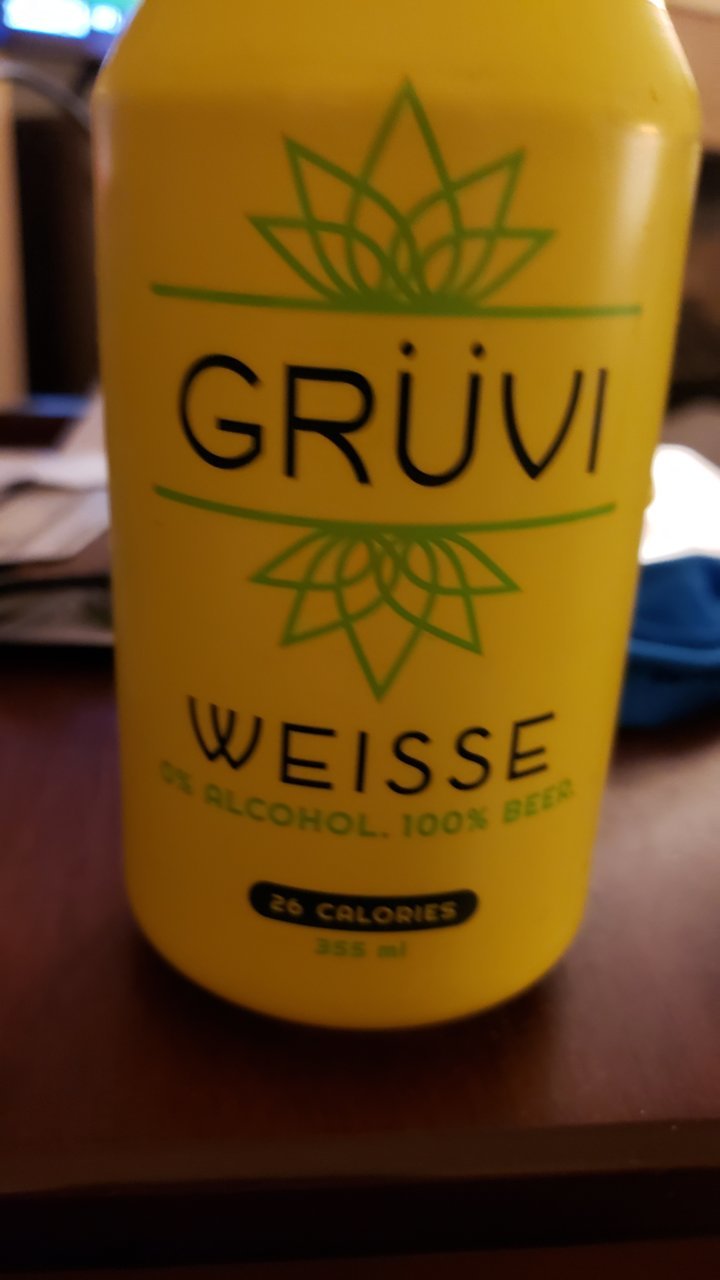 GRÜVI
WEISSE
0% ALCOHOL. 100% BEER.
26 CALORIES
355 ml